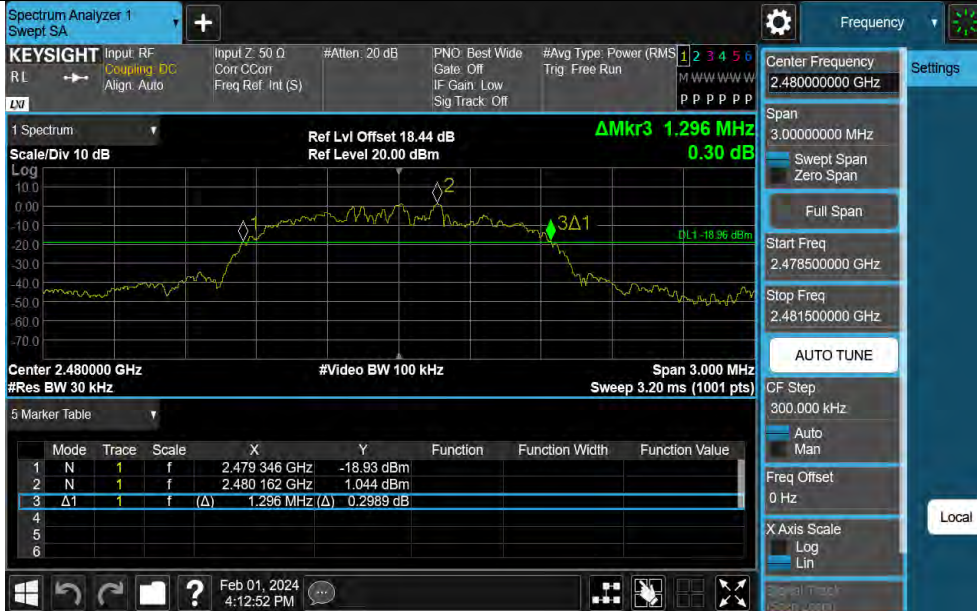 Spectrum Analyzer 1
Swept SA
Frequency
KEYSIGHT
Input: RF
Coupling: DC
Align: Auto
Input Z: 50 Ω
Corr CCorr
Freq Ref: Int (S)
#Atten: 20 dB
PNO: Best Wide
Gate: Off
IF Gain: Low
Sig Track: Off
#Avg Type: Power (RMS
Trig: Free Run
1 2 3 4 5 6
M W W W W W
P P P P P P
R L
LXI
Center Frequency
2.480000000 GHz
Settings
1 Spectrum
Scale/Div 10 dB
Ref Lvl Offset 18.44 dB
Ref Level 20.00 dBm
ΔMkr3 1.296 MHz
0.30 dB
Span
3.00000000 MHz
Swept Span
Zero Span
Full Span
Log
10.0
0.00
-10.0
-20.0
-30.0
-40.0
-50.0
-60.0
-70.0
1
2
3Δ1
DL1 -18.96 dBm
Start Freq
2.478500000 GHz
Stop Freq
2.481500000 GHz
AUTO TUNE
Center 2.480000 GHz
#Res BW 30 kHz
#Video BW 100 kHz
Span 3.000 MHz
Sweep 3.20 ms (1001 pts)
CF Step
300.000 kHz
Auto
Man
5 Marker Table
Mode Trace Scale X Y Function Function Width Function Value
1 N 1 f 2.479 346 GHz -18.93 dBm
2 N 1 f 2.480 162 GHz 1.044 dBm
3 Δ1 1 f (Δ) 1.296 MHz (Δ) 0.2989 dB
4
5
6
Freq Offset
0 Hz
X Axis Scale
Log
Lin
Local
Signal Track
?
Feb 01, 2024
4:12:52 PM